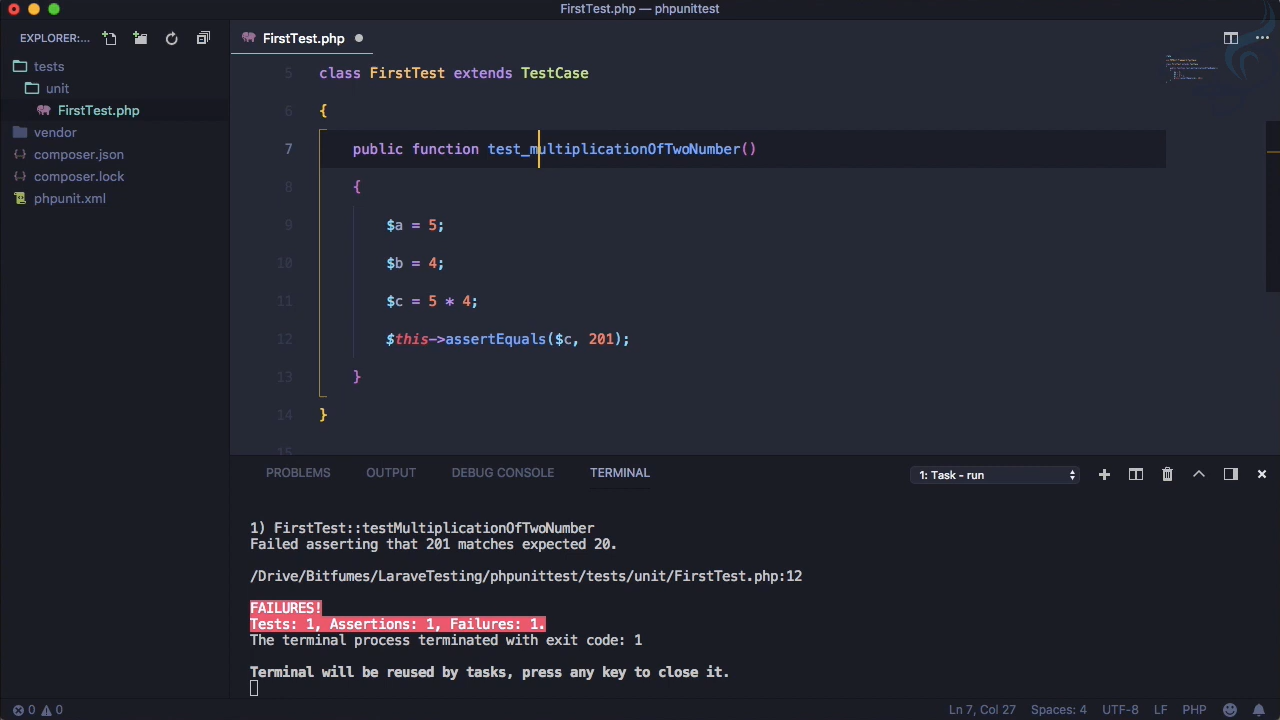 FirstTest.php — phpunittest
EXPLORER:...
FirstTest.php
tests
unit
FirstTest.php
vendor
composer.json
composer.lock
phpunit.xml
5 class FirstTest extends TestCase
6 {
7 public function test_multiplicationOfTwoNumber()
8 {
9 $a = 5;
10 $b = 4;
11 $c = 5 * 4;
12 $this->assertEquals($c, 201);
13 }
14 }
15
PROBLEMS OUTPUT DEBUG CONSOLE TERMINAL 1: Task - run
1) FirstTest::testMultiplicationOfTwoNumber
Failed asserting that 201 matches expected 20.
/Drive/Bitfumes/LaraveTesting/phpunittest/tests/unit/FirstTest.php:12
FAILURES!
Tests: 1, Assertions: 1, Failures: 1.
The terminal process terminated with exit code: 1
Terminal will be reused by tasks, press any key to close it.
0 0 Ln 7, Col 27 Spaces: 4 UTF-8 LF PHP